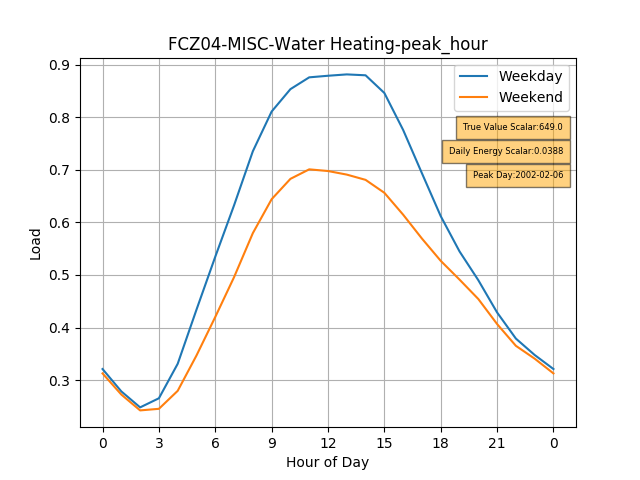 FCZ04-MISC-Water Heating-peak_hour
Weekday
Weekend
True Value Scalar:649.0
Daily Energy Scalar:0.0388
Peak Day:2002-02-06
Load
0.9
0.8
0.7
0.6
0.5
0.4
0.3
0 3 6 9 12 15 18 21 0
Hour of Day